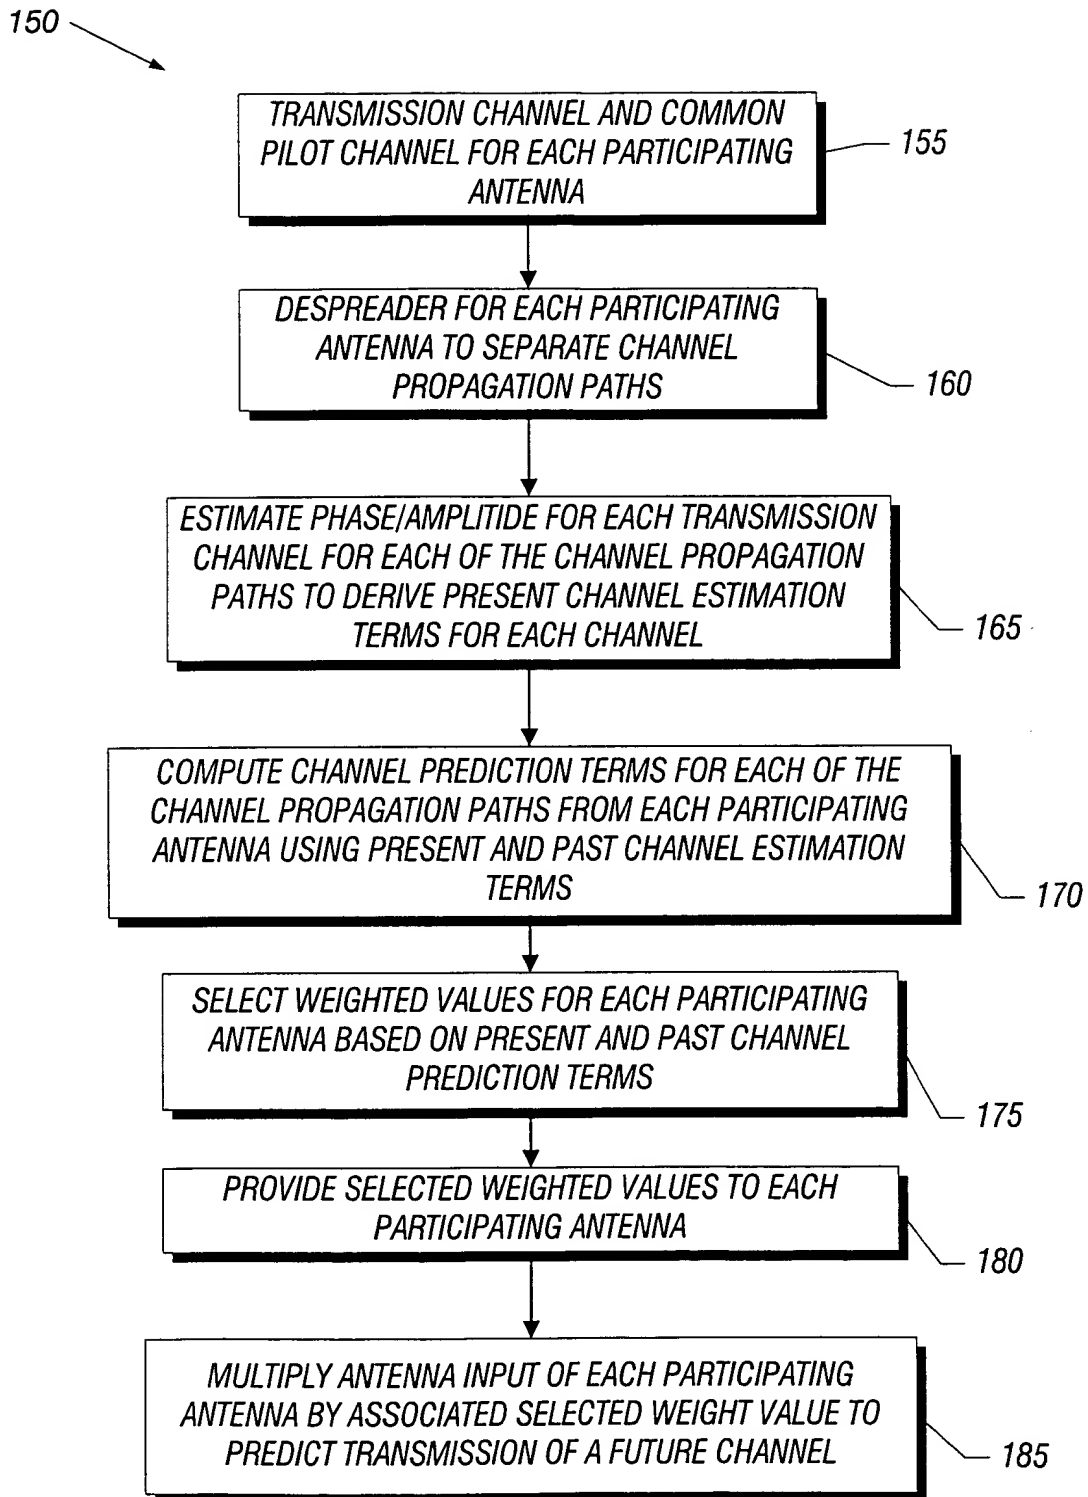 150
TRANSMISSION CHANNEL AND COMMON
PILOT CHANNEL FOR EACH PARTICIPATING
ANTENNA
155
DESPREADER FOR EACH PARTICIPATING
ANTENNA TO SEPARATE CHANNEL
PROPAGATION PATHS
160
ESTIMATE PHASE/AMPLITIDE FOR EACH TRANSMISSION
CHANNEL FOR EACH OF THE CHANNEL PROPAGATION
PATHS TO DERIVE PRESENT CHANNEL ESTIMATION
TERMS FOR EACH CHANNEL
165
COMPUTE CHANNEL PREDICTION TERMS FOR EACH OF THE
CHANNEL PROPAGATION PATHS FROM EACH PARTICIPATING
ANTENNA USING PRESENT AND PAST CHANNEL ESTIMATION
TERMS
170
SELECT WEIGHTED VALUES FOR EACH PARTICIPATING
ANTENNA BASED ON PRESENT AND PAST CHANNEL
PREDICTION TERMS
175
PROVIDE SELECTED WEIGHTED VALUES TO EACH
PARTICIPATING ANTENNA
180
MULTIPLY ANTENNA INPUT OF EACH PARTICIPATING
ANTENNA BY ASSOCIATED SELECTED WEIGHT VALUE TO
PREDICT TRANSMISSION OF A FUTURE CHANNEL
185